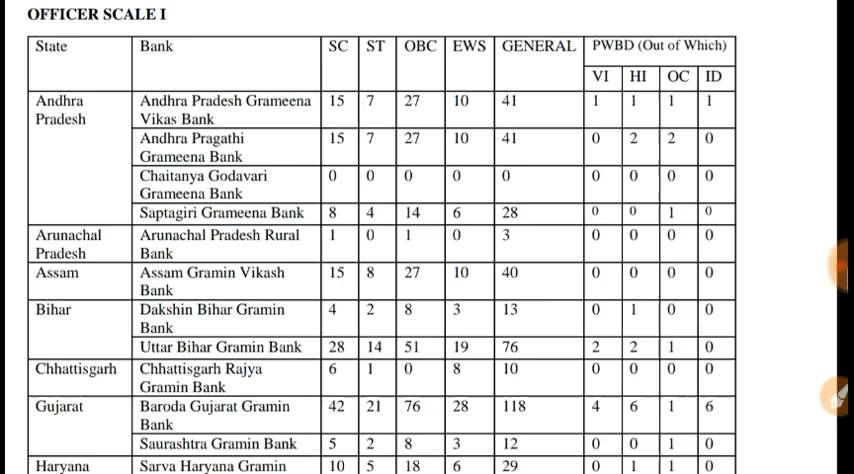 OFFICER SCALE I
State Bank SC ST OBC EWS GENERAL PWBD (Out of Which)
VI HI OC ID
Andhra Andhra Pradesh Grameena 15 7 27 10 41 1 1 1 1
Pradesh Vikas Bank
Andhra Pragathi 15 7 27 10 41 0 2 2 0
Grameena Bank
Chaitanya Godavari 0 0 0 0 0 0 0 0 0
Grameena Bank
Saptagiri Grameena Bank 8 4 14 6 28 0 0 1 0
Arunachal Arunachal Pradesh Rural 1 0 1 0 3 0 0 0 0
Pradesh Bank
Assam Assam Gramin Vikash 15 8 27 10 40 0 0 0 0
Bank
Bihar Dakshin Bihar Gramin 4 2 8 3 13 0 1 0 0
Bank
Uttar Bihar Gramin Bank 28 14 51 19 76 2 2 1 0
Chhattisgarh Chhattisgarh Rajya 6 1 0 8 10 0 0 0 0
Gramin Bank
Gujarat Baroda Gujarat Gramin 42 21 76 28 118 4 6 1 6
Bank
Saurashtra Gramin Bank 5 2 8 3 12 0 0 1 0
Haryana Sarva Haryana Gramin 10 5 18 6 29 0 1 1 0